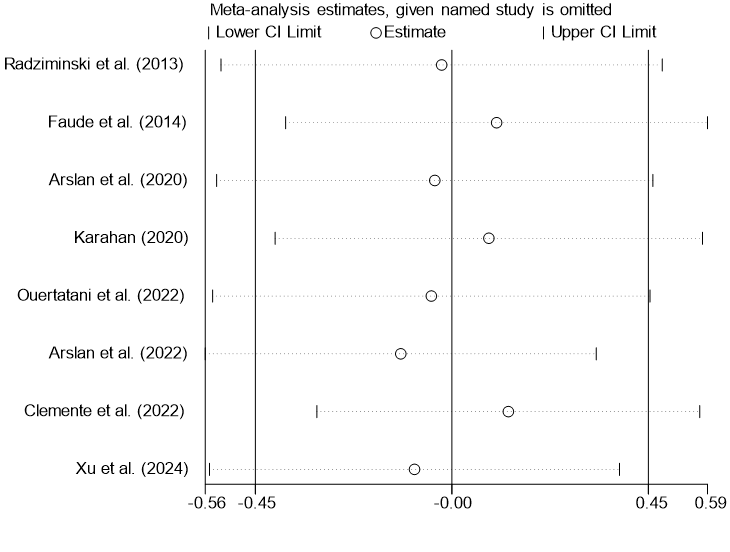 Meta-analysis estimates, given named study is omitted
| Lower CI Limit ○ Estimate | Upper CI Limit
Radziminski et al. (2013)
Faude et al. (2014)
Arslan et al. (2020)
Karahan (2020)
Ouertatani et al. (2022)
Arslan et al. (2022)
Clemente et al. (2022)
Xu et al. (2024)
-0.56 -0.45 -0.00 0.45 0.59